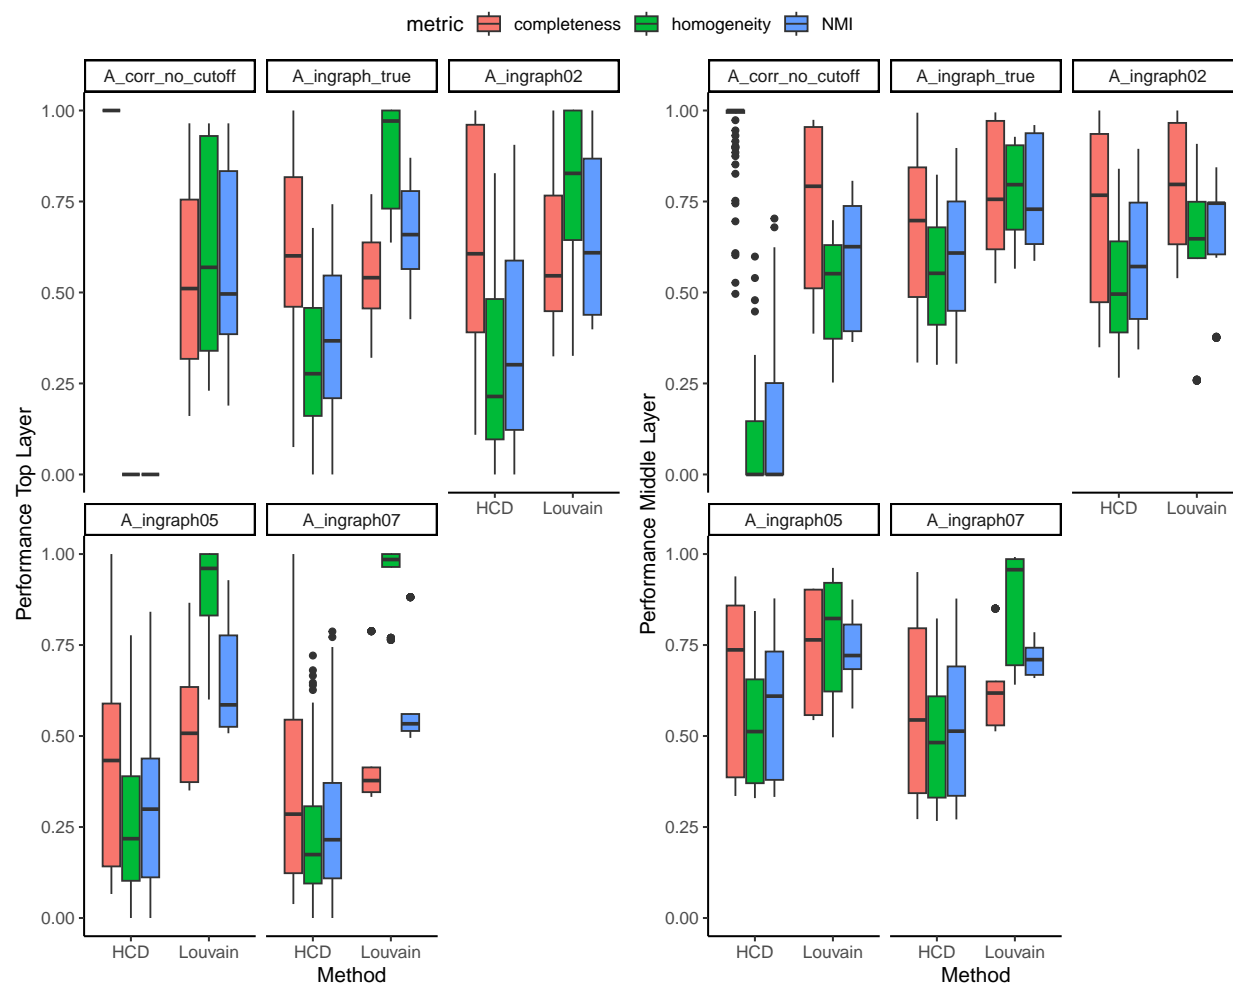 metric completeness homogeneity NMI
A_corr_no_cutoff A_ingraph_true A_ingraph02
1.00
0.75
0.50
0.25
0.00
HCD Louvain
A_ingraph05 A_ingraph07
1.00
0.75
0.50
0.25
0.00
HCD Louvain HCD Louvain
Method
Performance Top Layer
A_corr_no_cutoff A_ingraph_true A_ingraph02
1.00
0.75
0.50
0.25
0.00
HCD Louvain
A_ingraph05 A_ingraph07
1.00
0.75
0.50
0.25
0.00
HCD Louvain HCD Louvain
Method
Performance Middle Layer